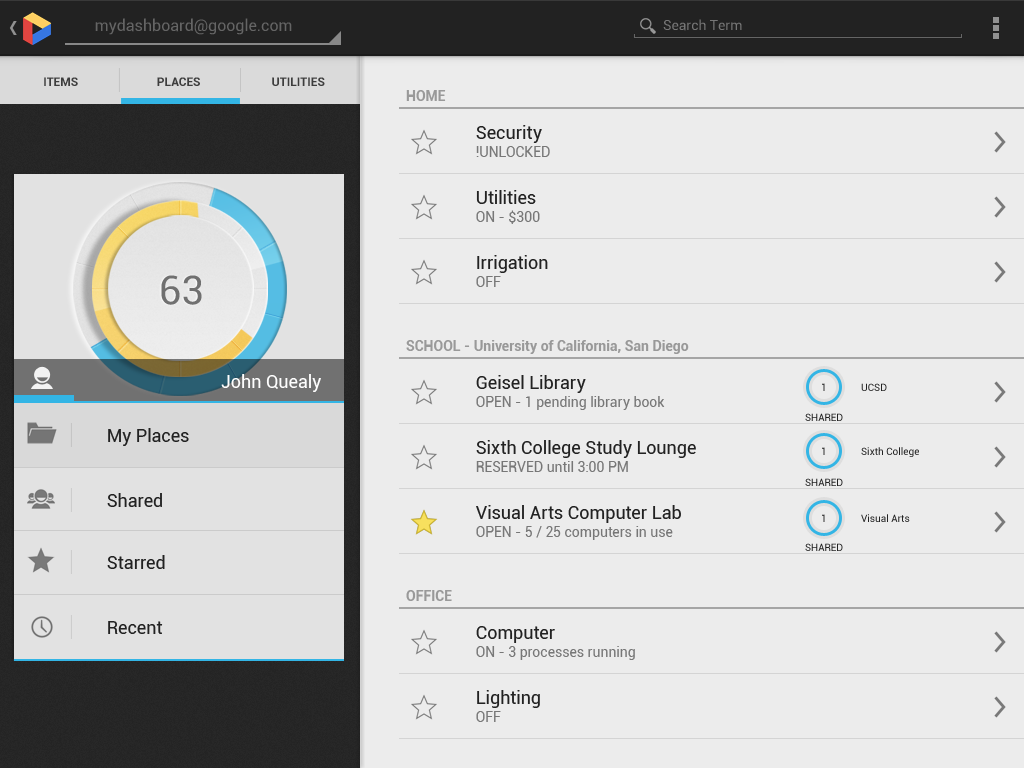 mydashboard@google.com
Search Term
ITEMS
PLACES
UTILITIES
63
John Quealy
My Places
Shared
Starred
Recent
HOME
Security
!UNLOCKED
Utilities
ON - $300
Irrigation
OFF
SCHOOL - University of California, San Diego
Geisel Library
OPEN - 1 pending library book
1
UCSD
SHARED
Sixth College Study Lounge
RESERVED until 3:00 PM
1
Sixth College
SHARED
Visual Arts Computer Lab
OPEN - 5 / 25 computers in use
1
Visual Arts
SHARED
OFFICE
Computer
ON - 3 processes running
Lighting
OFF